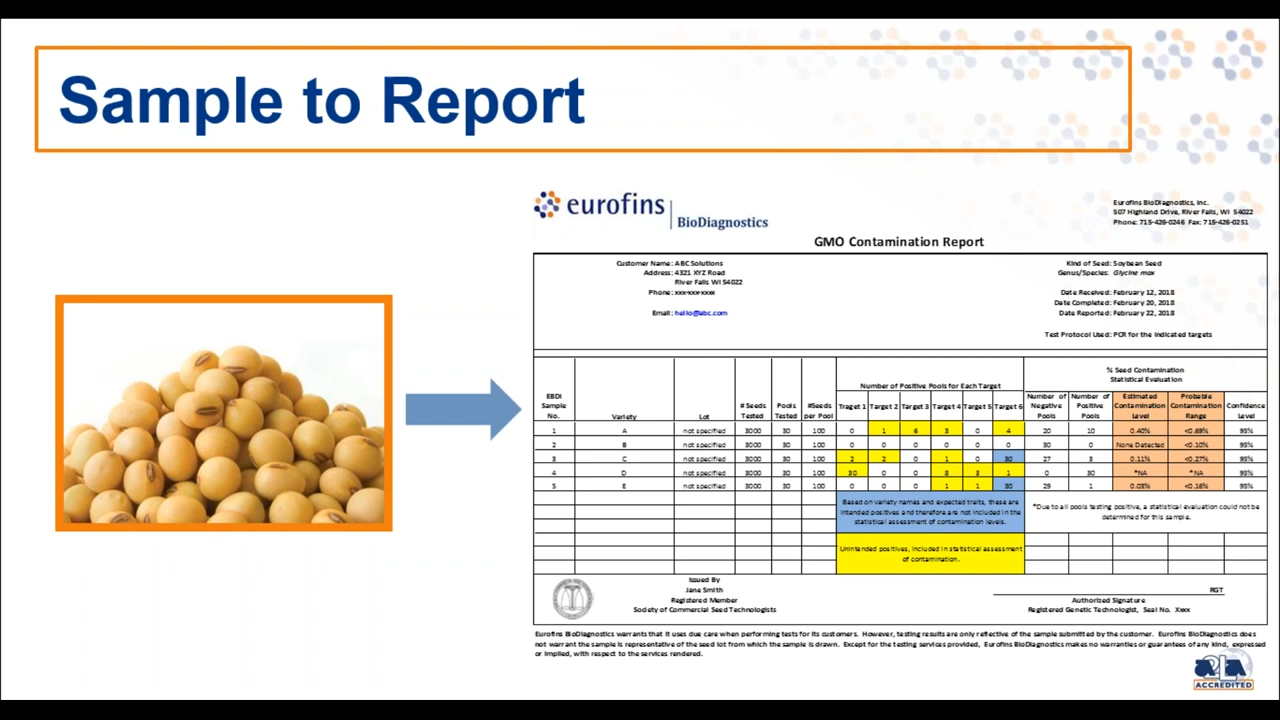 Sample to Report
eurofins
BioDiagnostics
Eurofins BioDiagnostics, Inc.
507 Highland Drive, River Falls, WI 54022
Phone: 715-426-0246 Fax: 715-426-0251
GMO Contamination Report
Customer Name: ABC Solutions
Address: 4321 XYZ Road
River Falls WI 54022
Phone: xxx-xxx-xxxx
Email: hello@abc.com
Kind of Seed: Soybean Seed
Genus/Species: Glycine max
Date Received: February 12, 2018
Date Completed: February 20, 2018
Date Reported: February 22, 2018
Test Protocol Used: PCR for the indicated targets
% Seed Contamination
Statistical Evaluation
Number of Positive Pools for Each Target
EBDI Sample No. Variety Lot # Seeds Tested Pools Tested #Seeds per Pool Traget 1 Target 2 Target 3 Target 4 Target 5 Target 6 Number of Negative Pools Number of Positive Pools Estimated Contamination Level Probable Contamination Range Confidence Level
1 A not specified 3000 30 100 0 1 6 3 0 4 20 10 0.40% <0.69% 95%
2 B not specified 3000 30 100 0 0 0 0 0 0 30 0 None Detected <0.10% 95%
3 C not specified 3000 30 100 2 2 0 1 0 30 27 3 0.11% <0.27% 95%
4 D not specified 3000 30 100 30 0 0 8 3 1 0 30 *NA *NA 95%
5 E not specified 3000 30 100 0 0 0 1 1 30 29 1 0.03% <0.16% 95%
Based on variety names and expected traits, these are
intended positives and therefore are not included in the
statistical assessment of contamination levels.
*Due to all pools testing positive, a statistical evaluation could not be
determined for this sample.
Unintended positives, included in statistical assessment
of contamination.
Issued By
Jane Smith
Registered Member
Society of Commercial Seed Technologists
RGT
Authorized Signature
Registered Genetic Technologist, Seal No. Xxxx
Eurofins BioDiagnostics warrants that it uses due care when performing tests for its customers. However, testing results are only reflective of the sample submitted by the customer. Eurofins BioDiagnostics does
not warrant the sample is representative of the seed lot from which the sample is drawn. Except for the testing services provided, Eurofins BioDiagnostics makes no warranties or guarantees of any kind, expressed
or implied, with respect to the services rendered.
A2LA
ACCREDITED